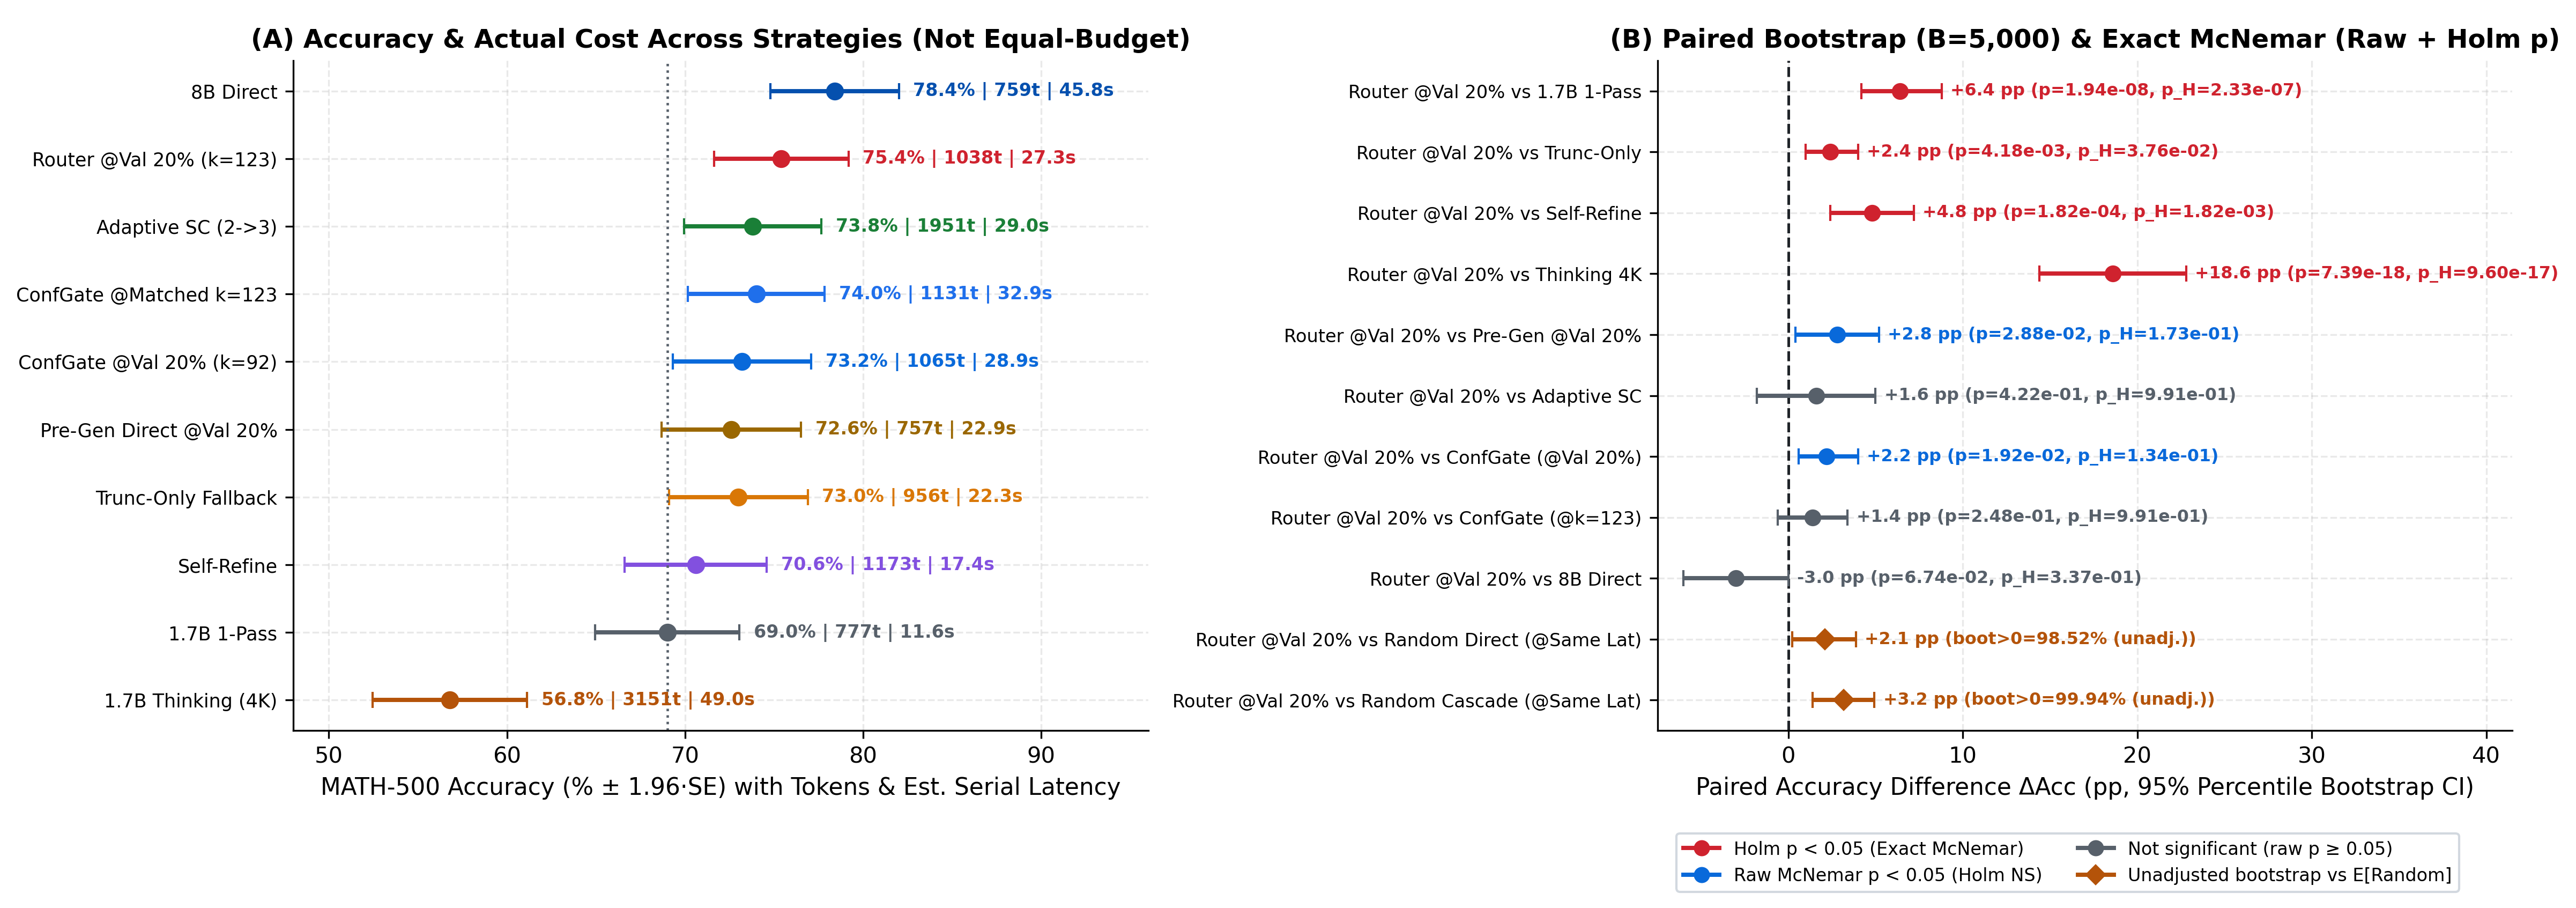 (A) Accuracy & Actual Cost Across Strategies (Not Equal-Budget)
8B Direct
78.4% | 759t | 45.8s
Router @Val 20% (k=123)
75.4% | 1038t | 27.3s
Adaptive SC (2->3)
73.8% | 1951t | 29.0s
ConfGate @Matched k=123
74.0% | 1131t | 32.9s
ConfGate @Val 20% (k=92)
73.2% | 1065t | 28.9s
Pre-Gen Direct @Val 20%
72.6% | 757t | 22.9s
Trunc-Only Fallback
73.0% | 956t | 22.3s
Self-Refine
70.6% | 1173t | 17.4s
1.7B 1-Pass
69.0% | 777t | 11.6s
1.7B Thinking (4K)
56.8% | 3151t | 49.0s
50 60 70 80 90
MATH-500 Accuracy (% ± 1.96·SE) with Tokens & Est. Serial Latency
(B) Paired Bootstrap (B=5,000) & Exact McNemar (Raw + Holm p)
Router @Val 20% vs 1.7B 1-Pass
+6.4 pp (p=1.94e-08, p_H=2.33e-07)
Router @Val 20% vs Trunc-Only
+2.4 pp (p=4.18e-03, p_H=3.76e-02)
Router @Val 20% vs Self-Refine
+4.8 pp (p=1.82e-04, p_H=1.82e-03)
Router @Val 20% vs Thinking 4K
+18.6 pp (p=7.39e-18, p_H=9.60e-17)
Router @Val 20% vs Pre-Gen @Val 20%
+2.8 pp (p=2.88e-02, p_H=1.73e-01)
Router @Val 20% vs Adaptive SC
+1.6 pp (p=4.22e-01, p_H=9.91e-01)
Router @Val 20% vs ConfGate (@Val 20%)
+2.2 pp (p=1.92e-02, p_H=1.34e-01)
Router @Val 20% vs ConfGate (@k=123)
+1.4 pp (p=2.48e-01, p_H=9.91e-01)
Router @Val 20% vs 8B Direct
-3.0 pp (p=6.74e-02, p_H=3.37e-01)
Router @Val 20% vs Random Direct (@Same Lat)
+2.1 pp (boot>0=98.52% (unadj.))
Router @Val 20% vs Random Cascade (@Same Lat)
+3.2 pp (boot>0=99.94% (unadj.))
0 10 20 30 40
Paired Accuracy Difference ΔAcc (pp, 95% Percentile Bootstrap CI)
Holm p < 0.05 (Exact McNemar)
Raw McNemar p < 0.05 (Holm NS)
Not significant (raw p ≥ 0.05)
Unadjusted bootstrap vs E[Random]